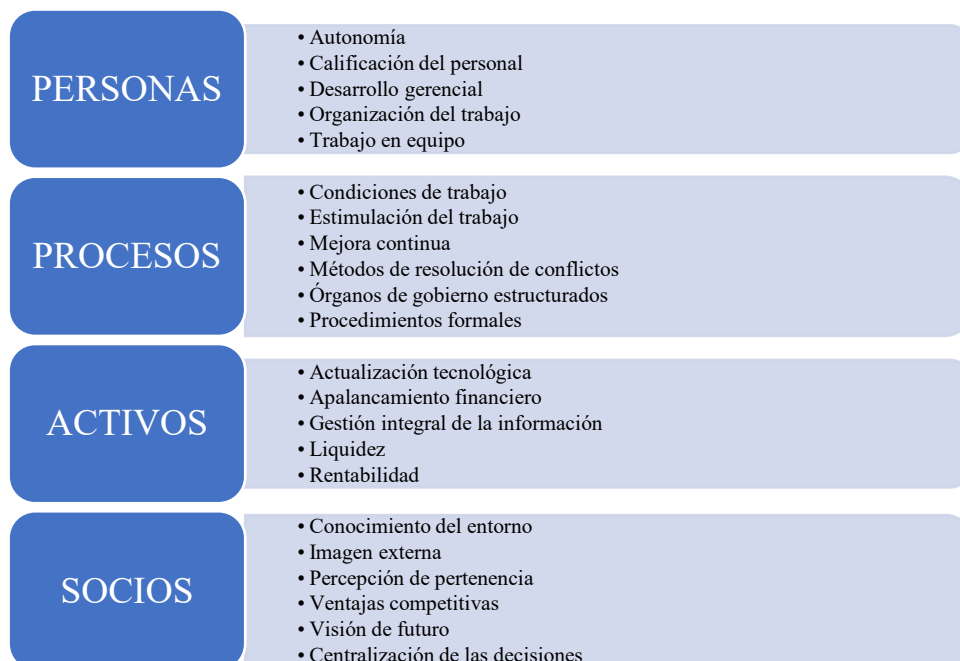 PERSONAS
• Autonomía
• Calificación del personal
• Desarrollo gerencial
• Organización del trabajo
• Trabajo en equipo
PROCESOS
• Condiciones de trabajo
• Estimulación del trabajo
• Mejora continua
• Métodos de resolución de conflictos
• Órganos de gobierno estructurados
• Procedimientos formales
ACTIVOS
• Actualización tecnológica
• Apalancamiento financiero
• Gestión integral de la información
• Liquidez
• Rentabilidad
SOCIOS
• Conocimiento del entorno
• Imagen externa
• Percepción de pertenencia
• Ventajas competitivas
• Visión de futuro
• Centralización de las decisiones